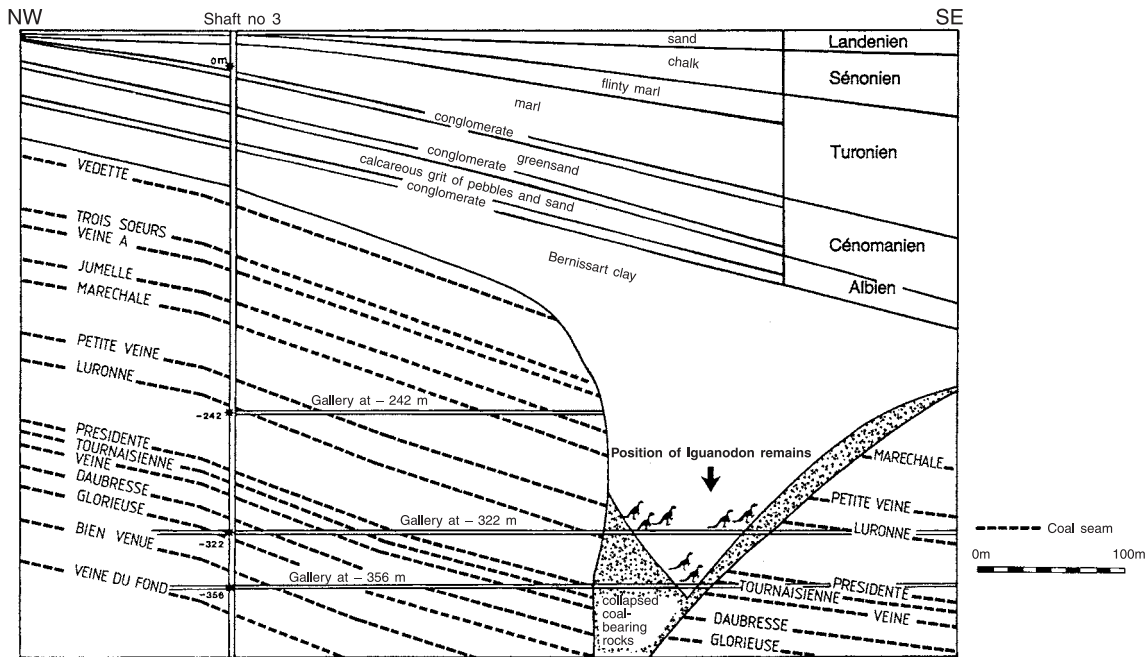 NW
Shaft no 3
SE
sand
Landenien
0m
chalk
Sénonien
flinty marl
marl
conglomerate
Turonien
greensand
conglomerate
calcareous grit of pebbles and sand
conglomerate
VEDETTE
TROIS SOEURS
VEINE A
Cénomanien
Bernissart clay
JUMELLE
Albien
MARECHALE
PETITE VEINE
LURONNE
Gallery at – 242 m
-242
PRESIDENTE
TOURNAISIENNE
VEINE
DAUBRESSE
GLORIEUSE
BIEN VENUE
VEINE DU FOND
Position of Iguanodon remains
MARECHALE
PETITE VEINE
LURONNE
Gallery at – 322 m
-322
Coal seam
0m
100m
Gallery at – 356 m
-356
PRESIDENTE
TOURNAISIENNE
VEINE
collapsed
coal-
bearing
rocks
DAUBRESSE
GLORIEUSE